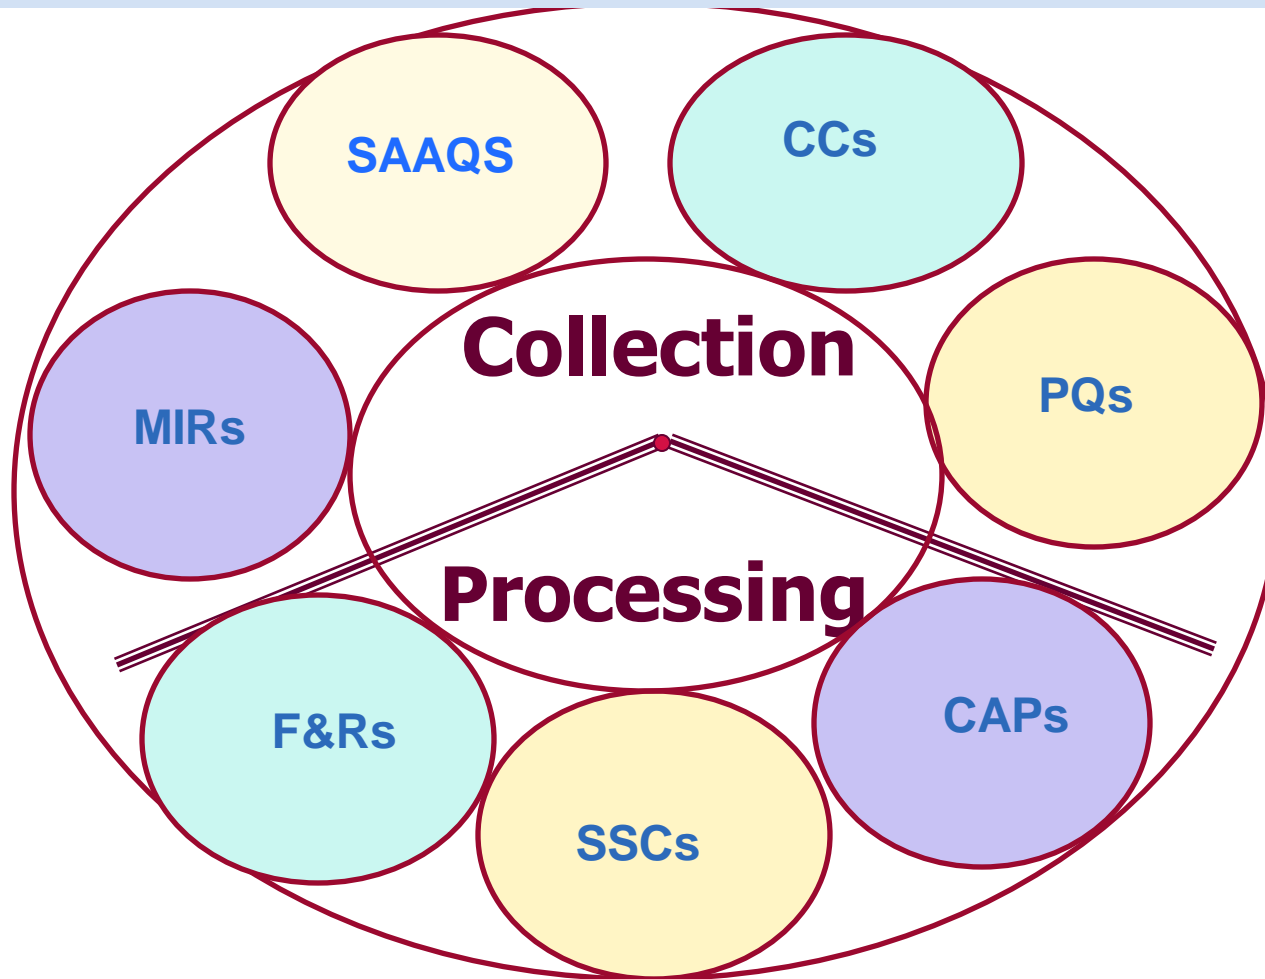 SAAQS
CCs
Collection
PQs
MIRs
Processing
CAPs
F&Rs
SSCs